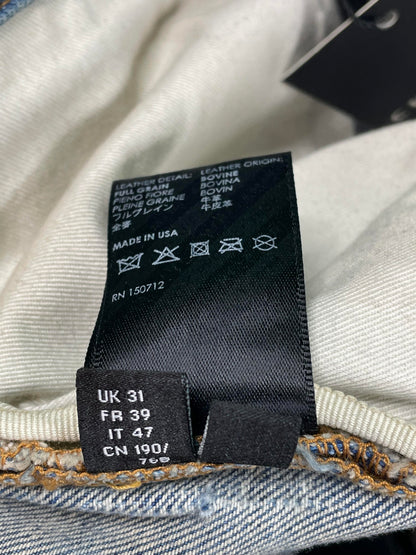 LEATHER DETAIL:
FULL GRAIN
PIENO FIORE
PLEINE GRAINE
フルグレイン
全套
LEATHER ORIGIN:
BOVINE
BOVINA
BOVIN
牛革
牛皮革
MADE IN USA
RN 150712
UK 31
FR 39
IT 47
CN 190/